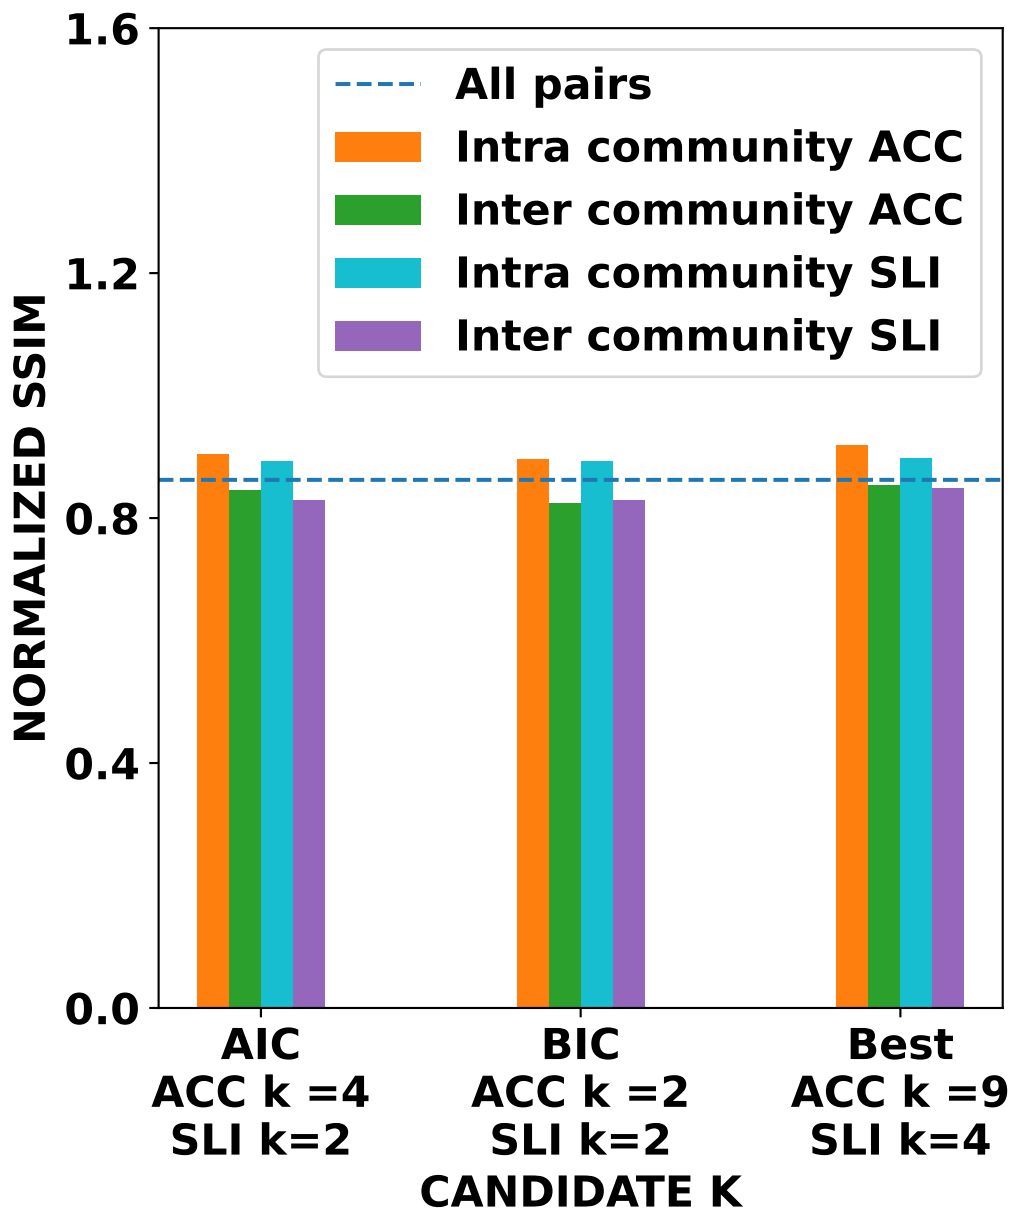 1.6
1.2
0.8
0.4
0.0
NORMALIZED SSIM
All pairs
Intra community ACC
Inter community ACC
Intra community SLI
Inter community SLI
AIC
ACC k =4
SLI k=2
BIC
ACC k =2
SLI k=2
Best
ACC k =9
SLI k=4
CANDIDATE K